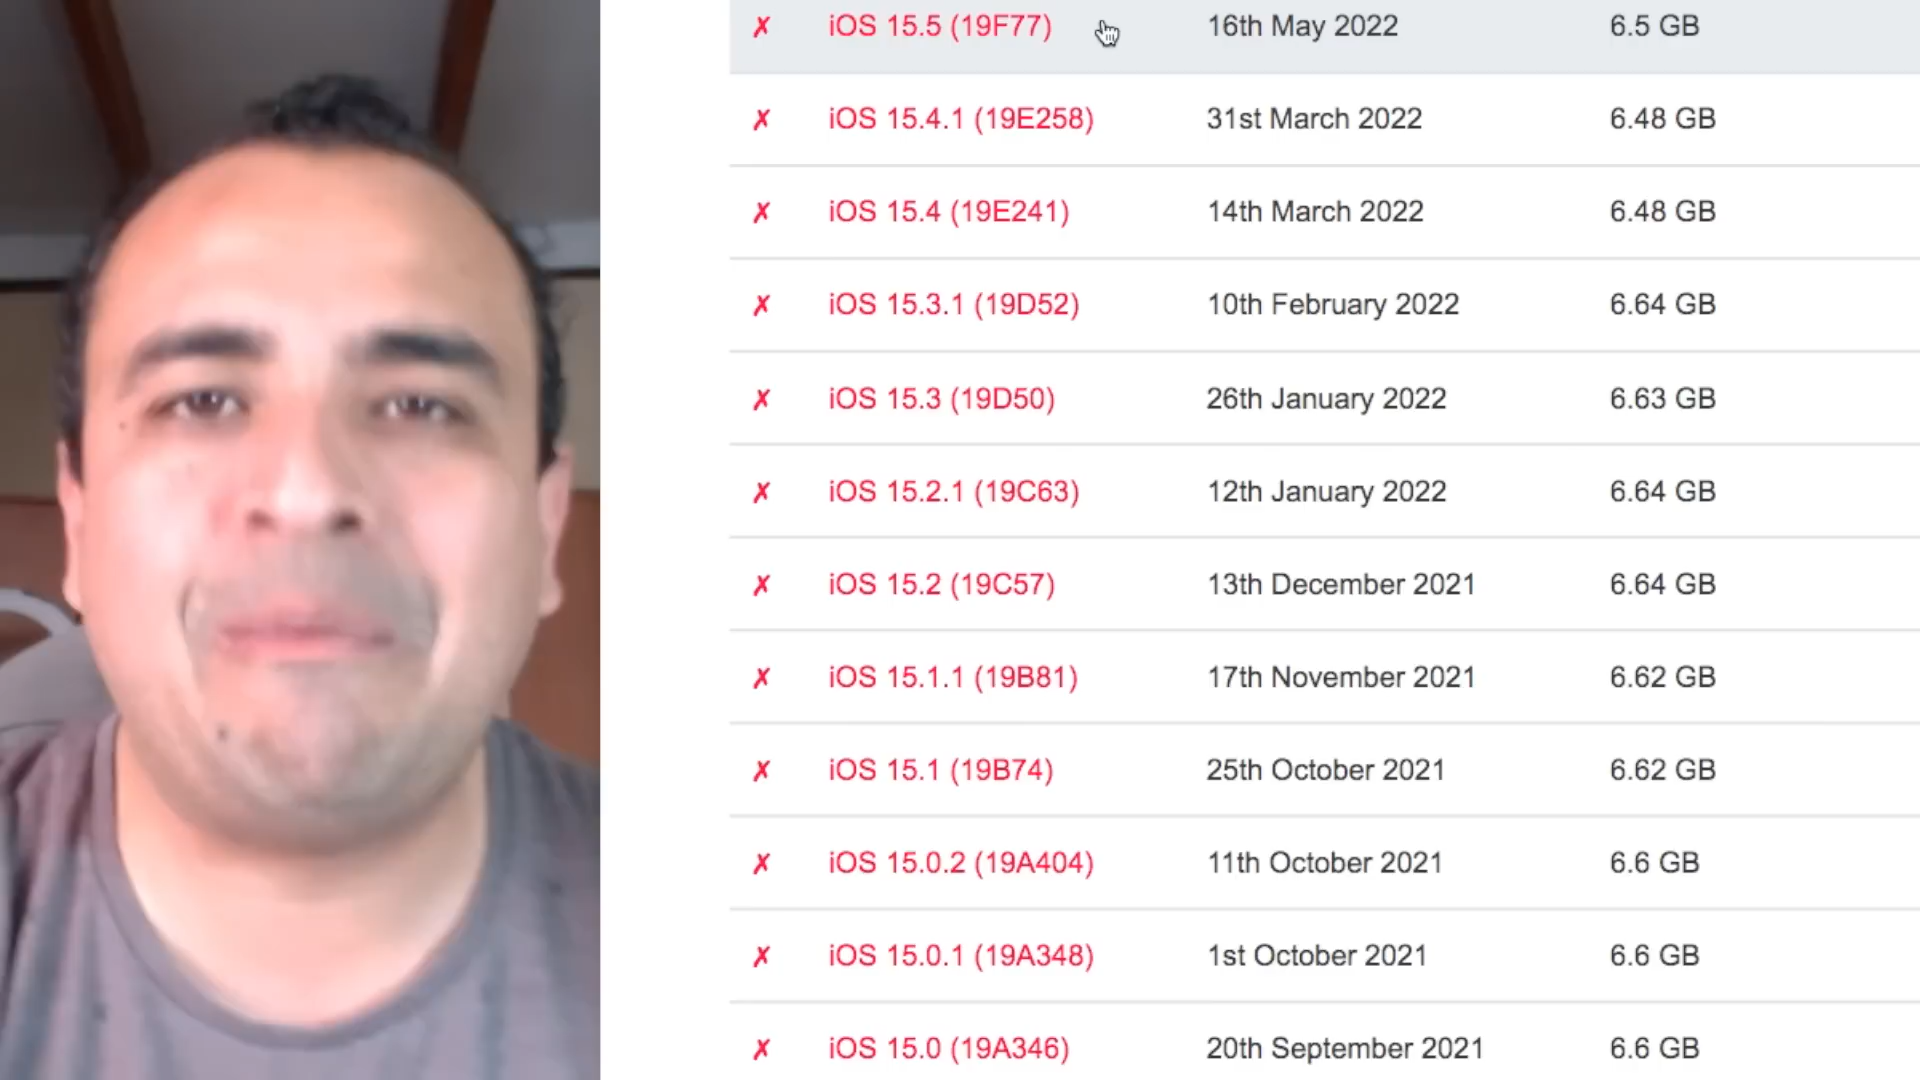 ✗ iOS 15.5 (19F77) 16th May 2022 6.5 GB
✗ iOS 15.4.1 (19E258) 31st March 2022 6.48 GB
✗ iOS 15.4 (19E241) 14th March 2022 6.48 GB
✗ iOS 15.3.1 (19D52) 10th February 2022 6.64 GB
✗ iOS 15.3 (19D50) 26th January 2022 6.63 GB
✗ iOS 15.2.1 (19C63) 12th January 2022 6.64 GB
✗ iOS 15.2 (19C57) 13th December 2021 6.64 GB
✗ iOS 15.1.1 (19B81) 17th November 2021 6.62 GB
✗ iOS 15.1 (19B74) 25th October 2021 6.62 GB
✗ iOS 15.0.2 (19A404) 11th October 2021 6.6 GB
✗ iOS 15.0.1 (19A348) 1st October 2021 6.6 GB
✗ iOS 15.0 (19A346) 20th September 2021 6.6 GB